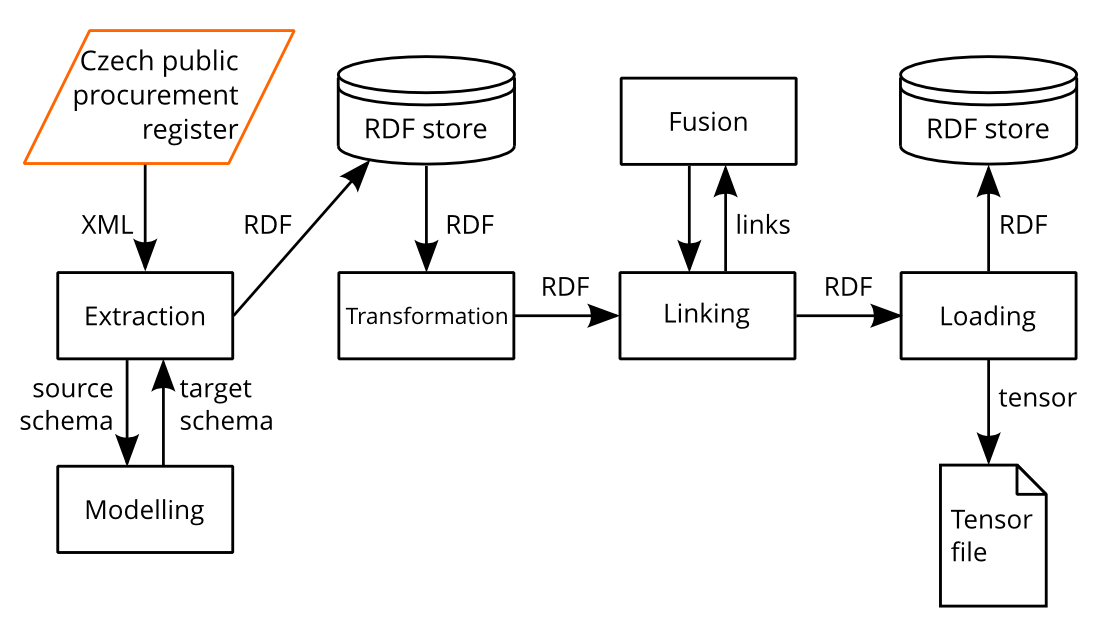 Czech public
procurement
register
RDF store
Fusion
RDF store
XML
RDF
RDF
links
RDF
RDF
RDF
Extraction
Transformation
Linking
Loading
source
schema
target
schema
tensor
Modelling
Tensor
file